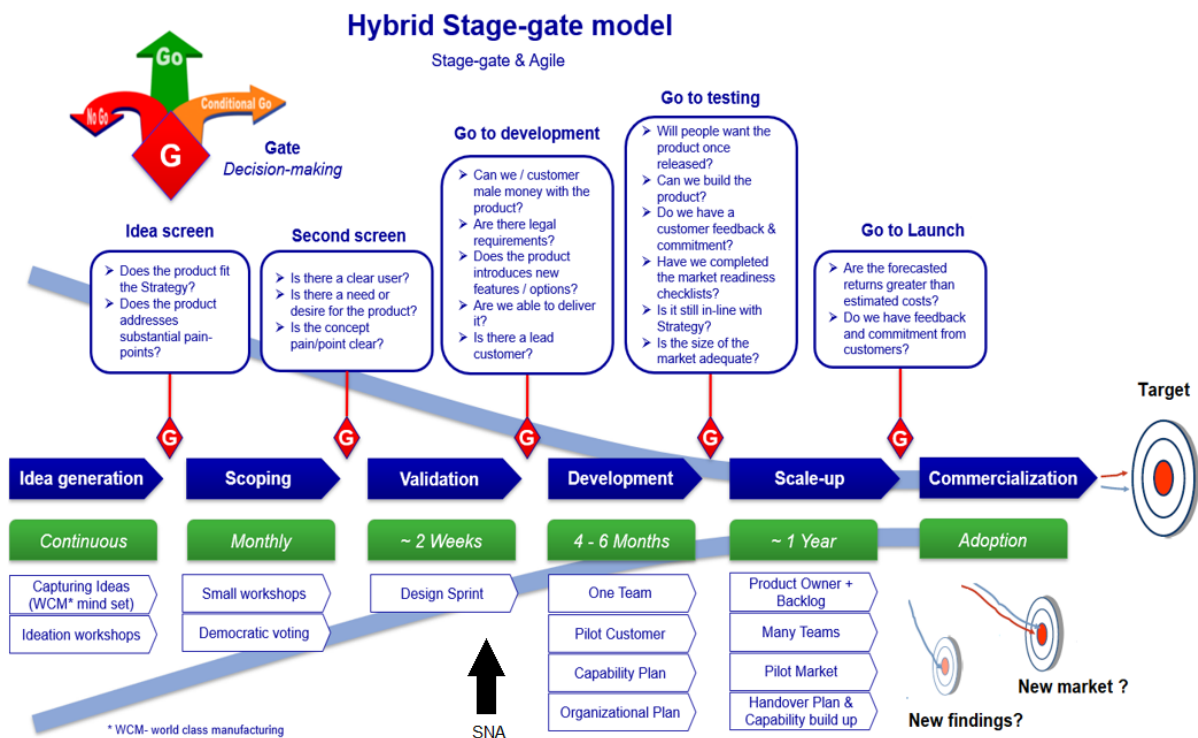 Hybrid Stage-gate model
Stage-gate & Agile
Go
No Go
Conditional Go
G
Gate
Decision-making
Idea screen
Does the product fit
the Strategy?
Does the product
addresses
substantial pain-
points?
Second screen
Is there a clear user?
Is there a need or
desire for the product?
Is the concept
pain/point clear?
Go to development
Can we / customer
male money with the
product?
Are there legal
requirements?
Does the product
introduces new
features / options?
Are we able to deliver
it?
Is there a lead
customer?
Go to testing
Will people want the
product once
released?
Can we build the
product?
Do we have a
customer feedback &
commitment?
Have we completed
the market readiness
checklists?
Is it still in-line with
Strategy?
Is the size of the
market adequate?
Go to Launch
Are the forecasted
returns greater than
estimated costs?
Do we have feedback
and commitment from
customers?
G
G
G
G
G
Target
Idea generation
Scoping
Validation
Development
Scale-up
Commercialization
Continuous
Monthly
~ 2 Weeks
4 - 6 Months
~ 1 Year
Adoption
Capturing Ideas
(WCM* mind set)
Ideation workshops
Small workshops
Democratic voting
Design Sprint
One Team
Pilot Customer
Capability Plan
Organizational Plan
Product Owner +
Backlog
Many Teams
Pilot Market
Handover Plan &
Capability build up
New market ?
New findings?
SNA
* WCM- world class manufacturing